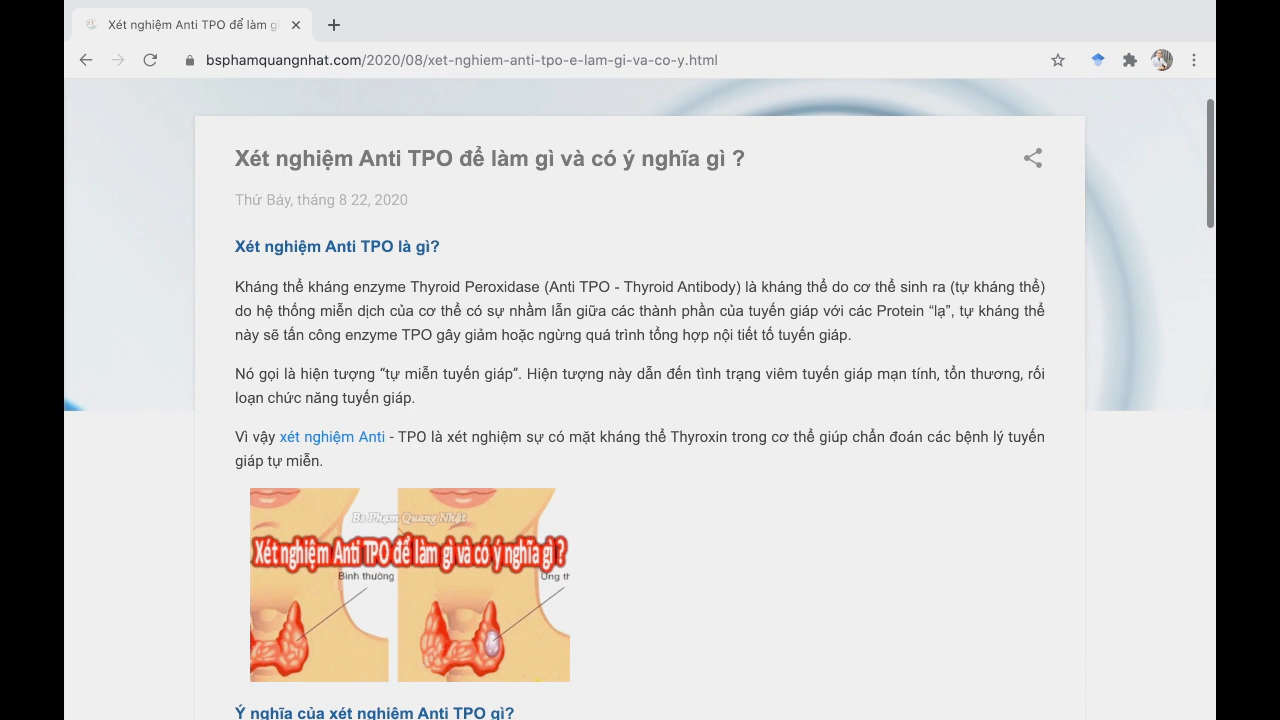 Xét nghiệm Anti TPO để làm g
bsphamquangnhat.com/2020/08/xet-nghiem-anti-tpo-e-lam-gi-va-co-y.html
Xét nghiệm Anti TPO để làm gì và có ý nghĩa gì ?
Thứ Bảy, tháng 8 22, 2020
Xét nghiệm Anti TPO là gì?
Kháng thể kháng enzyme Thyroid Peroxidase (Anti TPO - Thyroid Antibody) là kháng thể do cơ thể sinh ra (tự kháng thể)
do hệ thống miễn dịch của cơ thể có sự nhầm lẫn giữa các thành phần của tuyến giáp với các Protein “lạ”, tự kháng thể
này sẽ tấn công enzyme TPO gây giảm hoặc ngừng quá trình tổng hợp nội tiết tố tuyến giáp.
Nó gọi là hiện tượng “tự miễn tuyến giáp”. Hiện tượng này dẫn đến tình trạng viêm tuyến giáp mạn tính, tổn thương, rối
loạn chức năng tuyến giáp.
Vì vậy xét nghiệm Anti - TPO là xét nghiệm sự có mặt kháng thể Thyroxin trong cơ thể giúp chẩn đoán các bệnh lý tuyến
giáp tự miễn.
Bs Phạm Quang Nhật
Xét nghiệm Anti TPO để làm gì và có ý nghĩa gì ?
Bình thường
Ung th
Ý nghĩa của xét nghiệm Anti TPO gì?